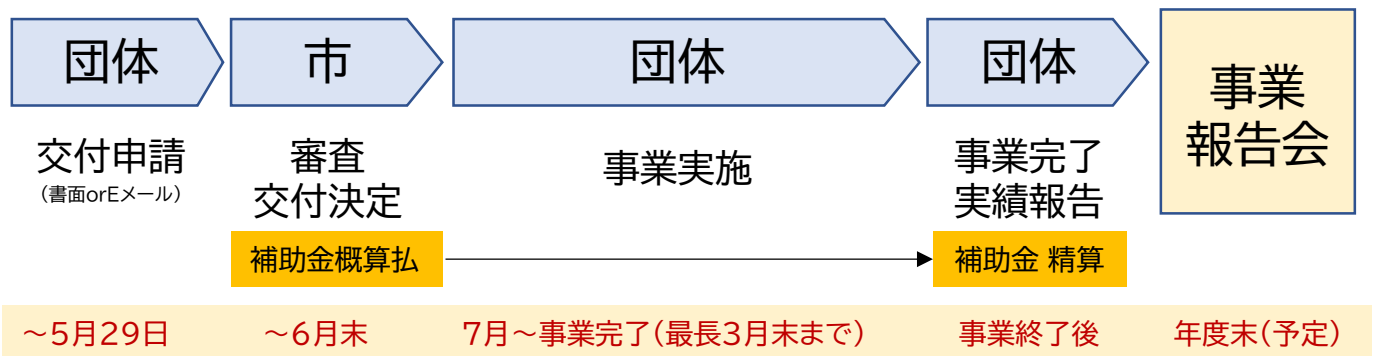 団体
市
団体
団体
事業
報告会
交付申請
(書面orEメール)
審査
交付決定
事業実施
事業完了
実績報告
補助金概算払
補助金 精算
～5月29日
～6月末
7月～事業完了(最長3月末まで)
事業終了後
年度末(予定)